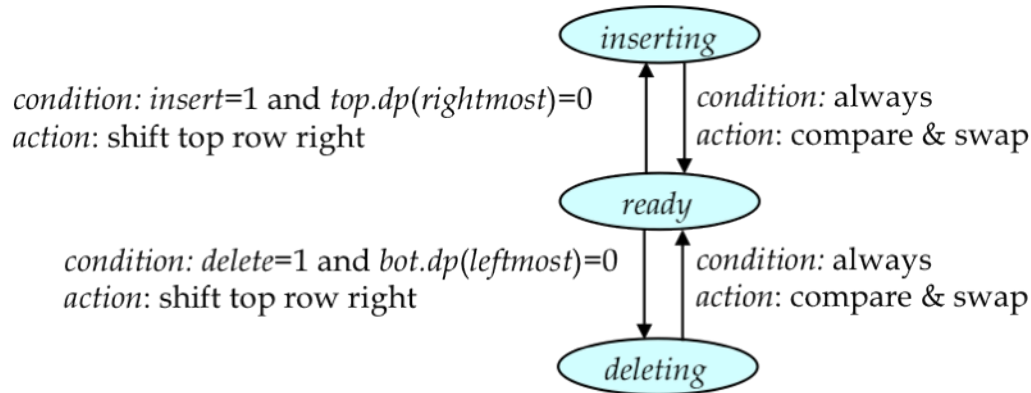 inserting
condition: insert=1 and top.dp(rightmost)=0
action: shift top row right
condition: always
action: compare & swap
ready
condition: delete=1 and bot.dp(leftmost)=0
action: shift top row right
condition: always
action: compare & swap
deleting